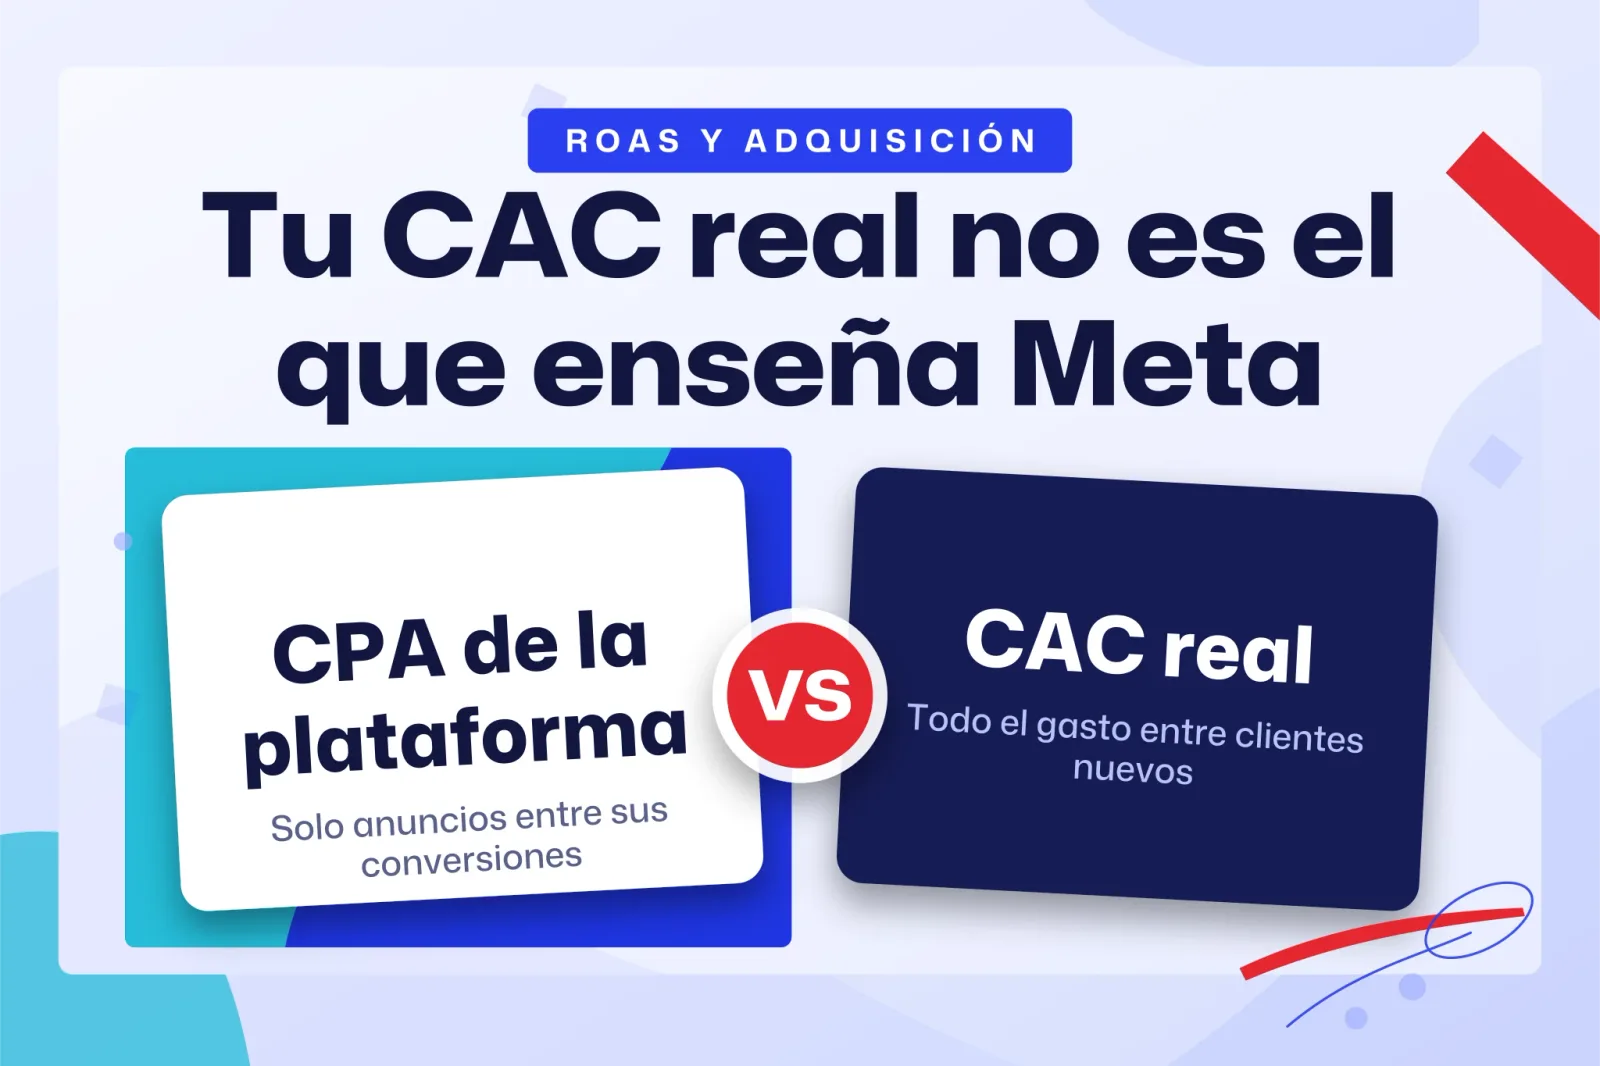 ROAS Y ADQUISICIÓN
Tu CAC real no es el
que enseña Meta
CPA de la
plataforma
Solo anuncios entre sus
conversiones
VS
CAC real
Todo el gasto entre clientes
nuevos